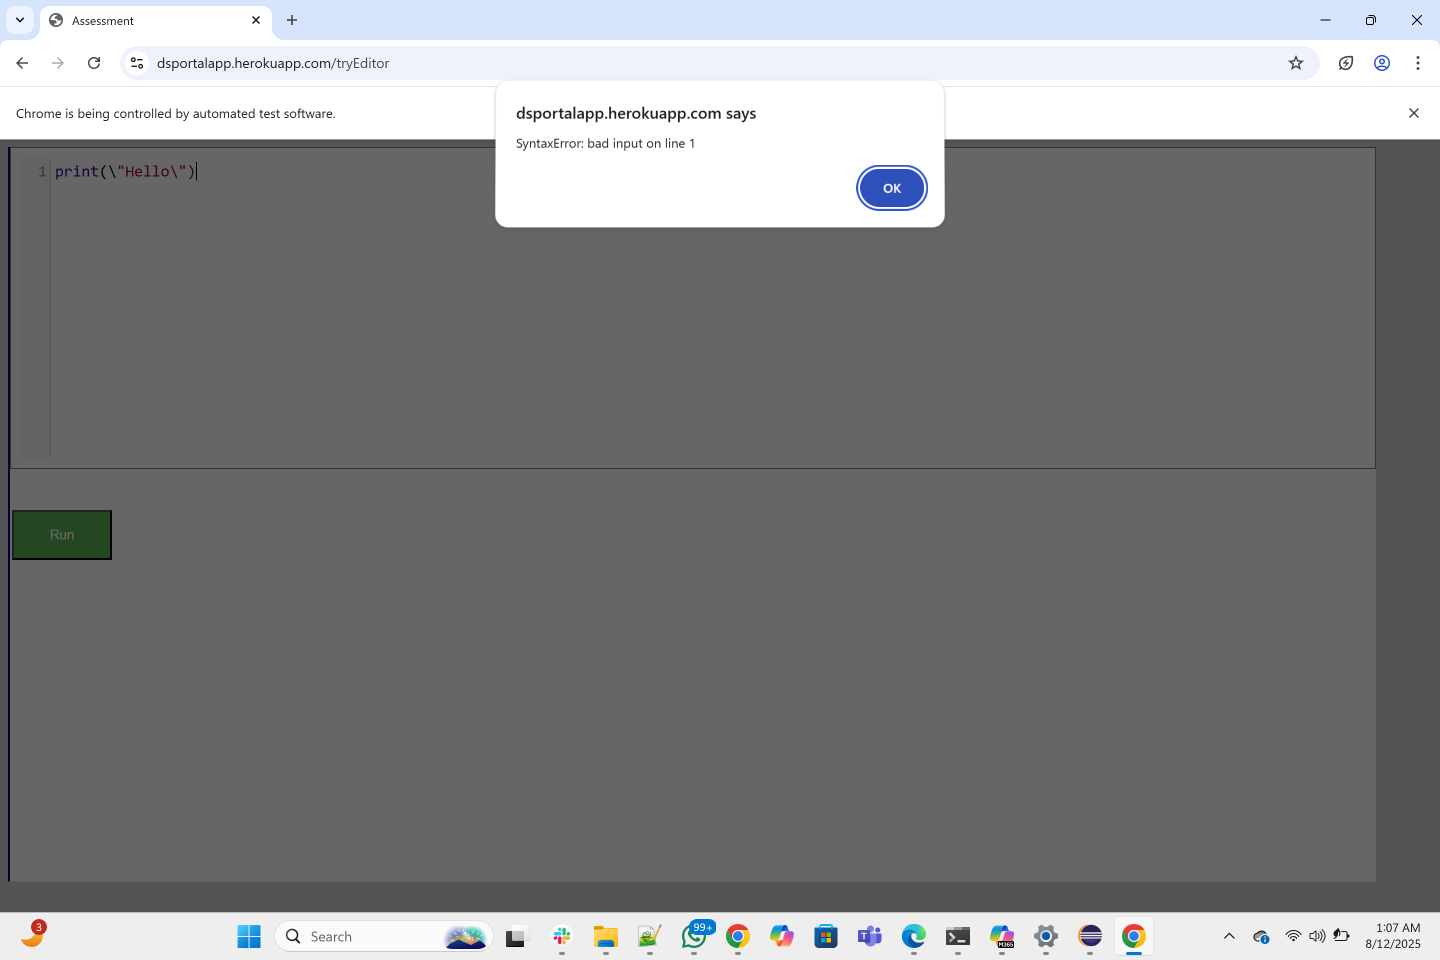 Assessment
dsportalapp.herokuapp.com/tryEditor
Chrome is being controlled by automated test software.
dsportalapp.herokuapp.com says
SyntaxError: bad input on line 1
OK
1 print(\"Hello\")
Run
3
Search
99+
M365
1:07 AM
8/12/2025